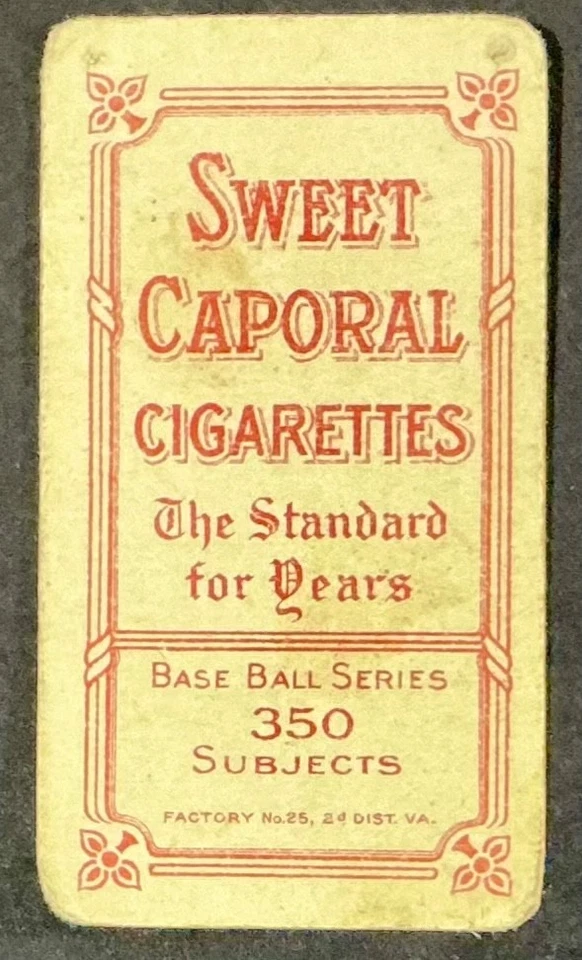 SWEET
CAPORAL
CIGARETTES
The Standard
for Years
BASE BALL SERIES
350
SUBJECTS
FACTORY No.25, 2d DIST. VA.